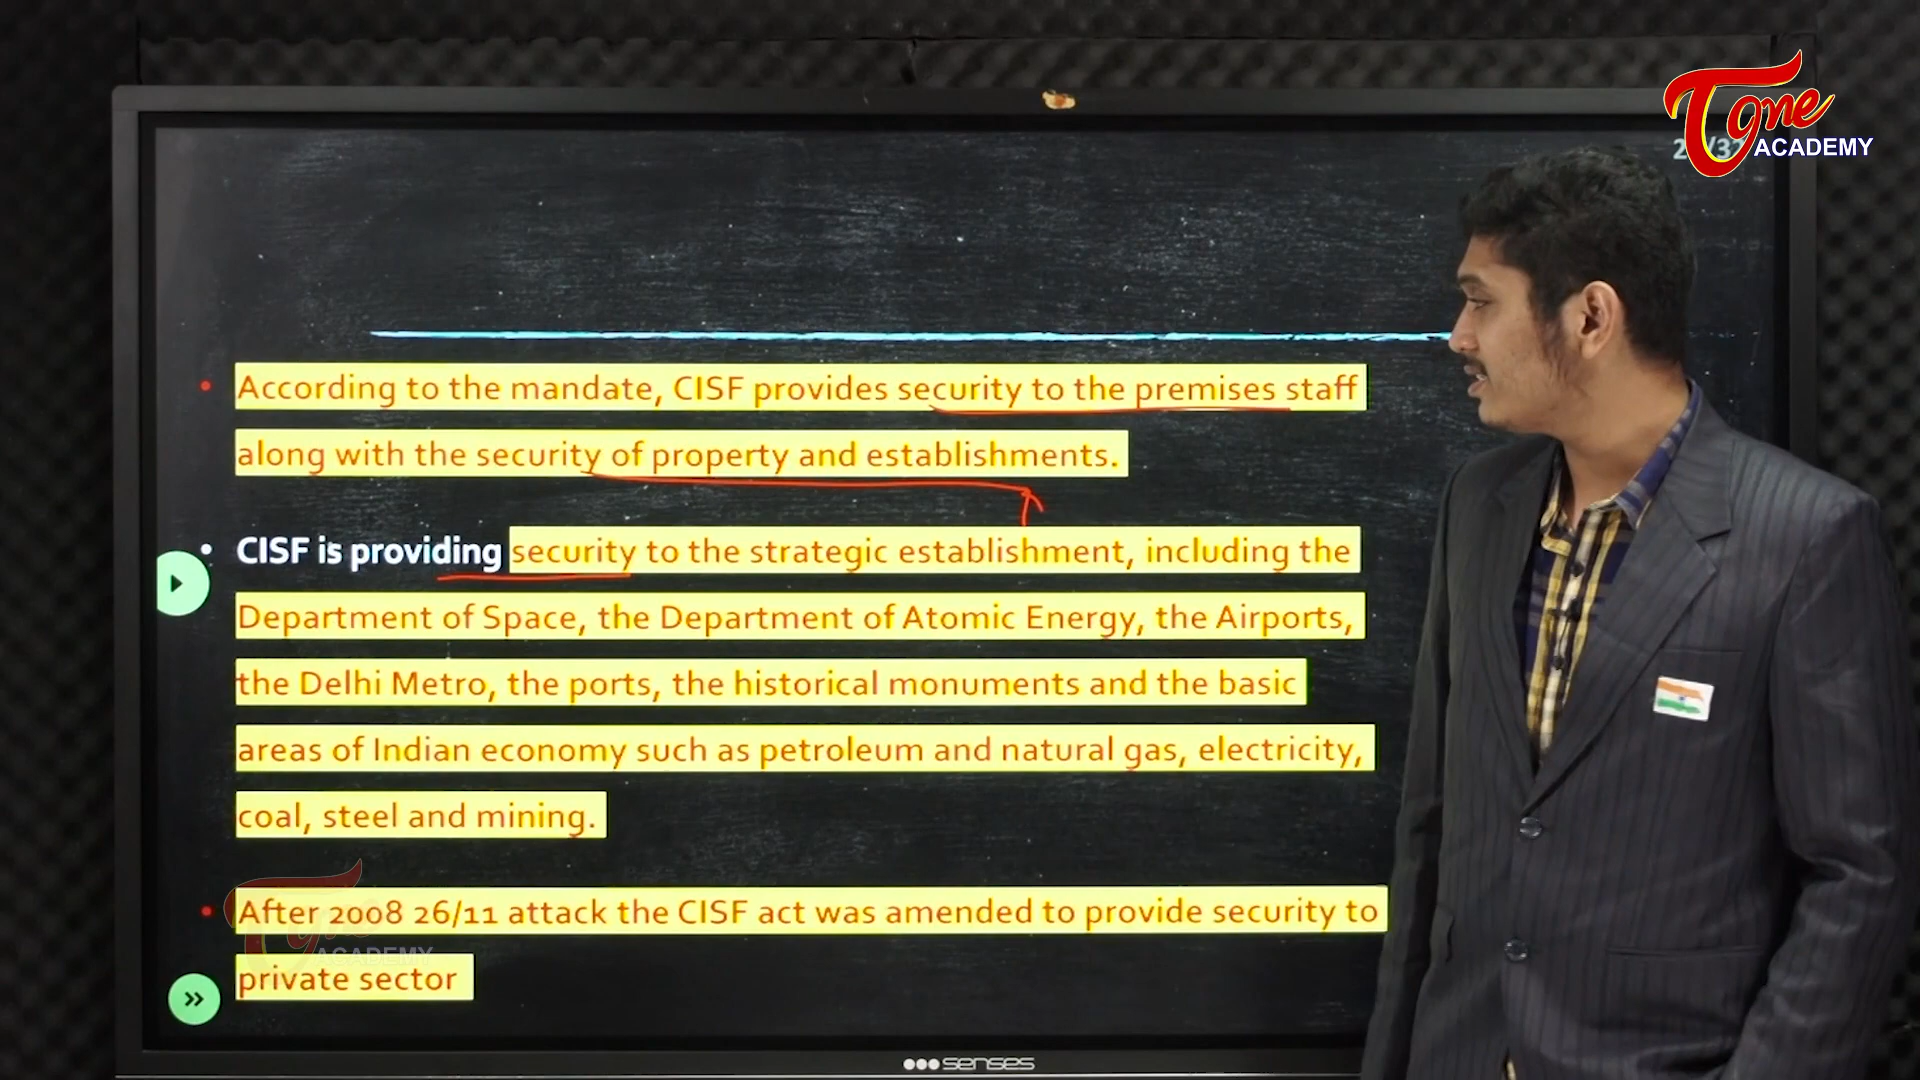 Tone
ACADEMY
According to the mandate, CISF provides security to the premises staff
along with the security of property and establishments.
CISF is providing security to the strategic establishment, including the
Department of Space, the Department of Atomic Energy, the Airports,
the Delhi Metro, the ports, the historical monuments and the basic
areas of Indian economy such as petroleum and natural gas, electricity,
coal, steel and mining.
After 2008 26/11 attack the CISF act was amended to provide security to
private sector
Tone
ACADEMY
senses